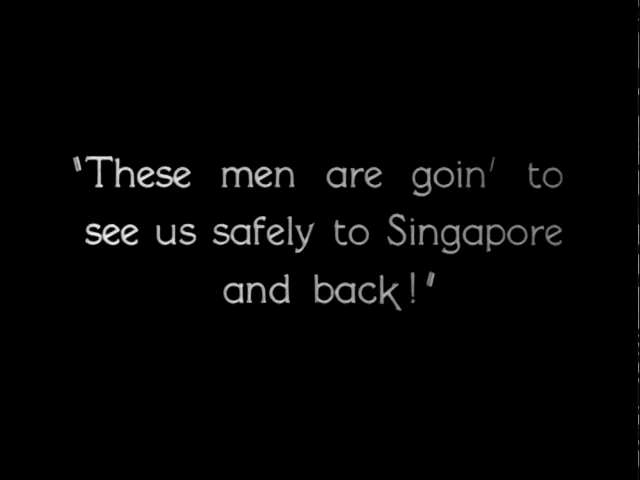 "These men are goin' to
see us safely to Singapore
and back!"